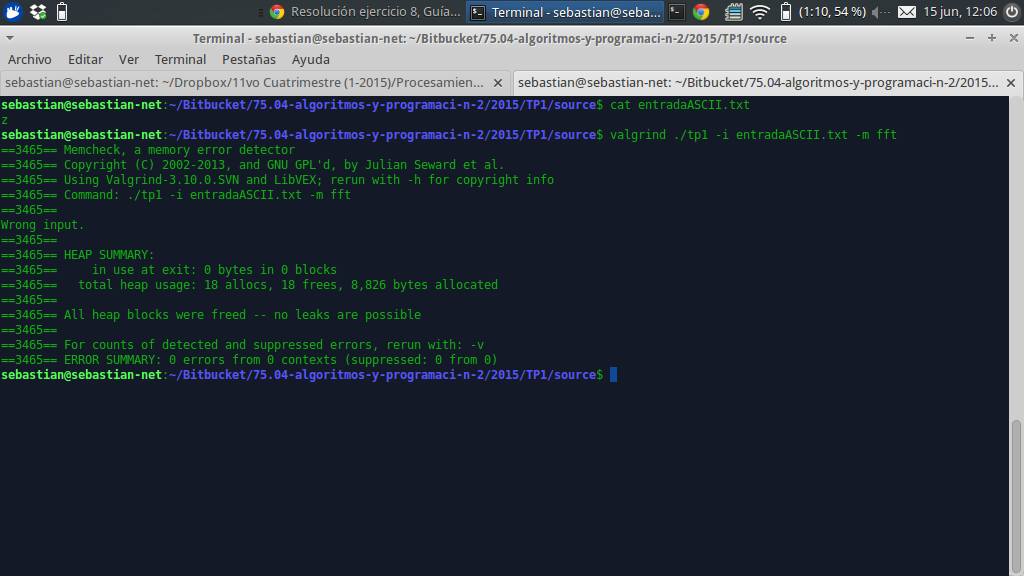 Resolución ejercicio 8, Guía...
Terminal - sebastian@seba...
(1:10, 54 %)
15 jun, 12:06
Terminal - sebastian@sebastian-net: ~/Bitbucket/75.04-algoritmos-y-programaci-n-2/2015/TP1/source
Archivo Editar Ver Terminal Pestañas Ayuda
sebastian@sebastian-net: ~/Dropbox/11vo Cuatrimestre (1-2015)/Procesamien...
sebastian@sebastian-net: ~/Bitbucket/75.04-algoritmos-y-programaci-n-2/2015...
sebastian@sebastian-net:~/Bitbucket/75.04-algoritmos-y-programaci-n-2/2015/TP1/source$ cat entradaASCII.txt
z
sebastian@sebastian-net:~/Bitbucket/75.04-algoritmos-y-programaci-n-2/2015/TP1/source$ valgrind ./tp1 -i entradaASCII.txt -m fft
==3465== Memcheck, a memory error detector
==3465== Copyright (C) 2002-2013, and GNU GPL'd, by Julian Seward et al.
==3465== Using Valgrind-3.10.0.SVN and LibVEX; rerun with -h for copyright info
==3465== Command: ./tp1 -i entradaASCII.txt -m fft
==3465==
Wrong input.
==3465==
==3465== HEAP SUMMARY:
==3465==     in use at exit: 0 bytes in 0 blocks
==3465==   total heap usage: 18 allocs, 18 frees, 8,826 bytes allocated
==3465==
==3465== All heap blocks were freed -- no leaks are possible
==3465==
==3465== For counts of detected and suppressed errors, rerun with: -v
==3465== ERROR SUMMARY: 0 errors from 0 contexts (suppressed: 0 from 0)
sebastian@sebastian-net:~/Bitbucket/75.04-algoritmos-y-programaci-n-2/2015/TP1/source$